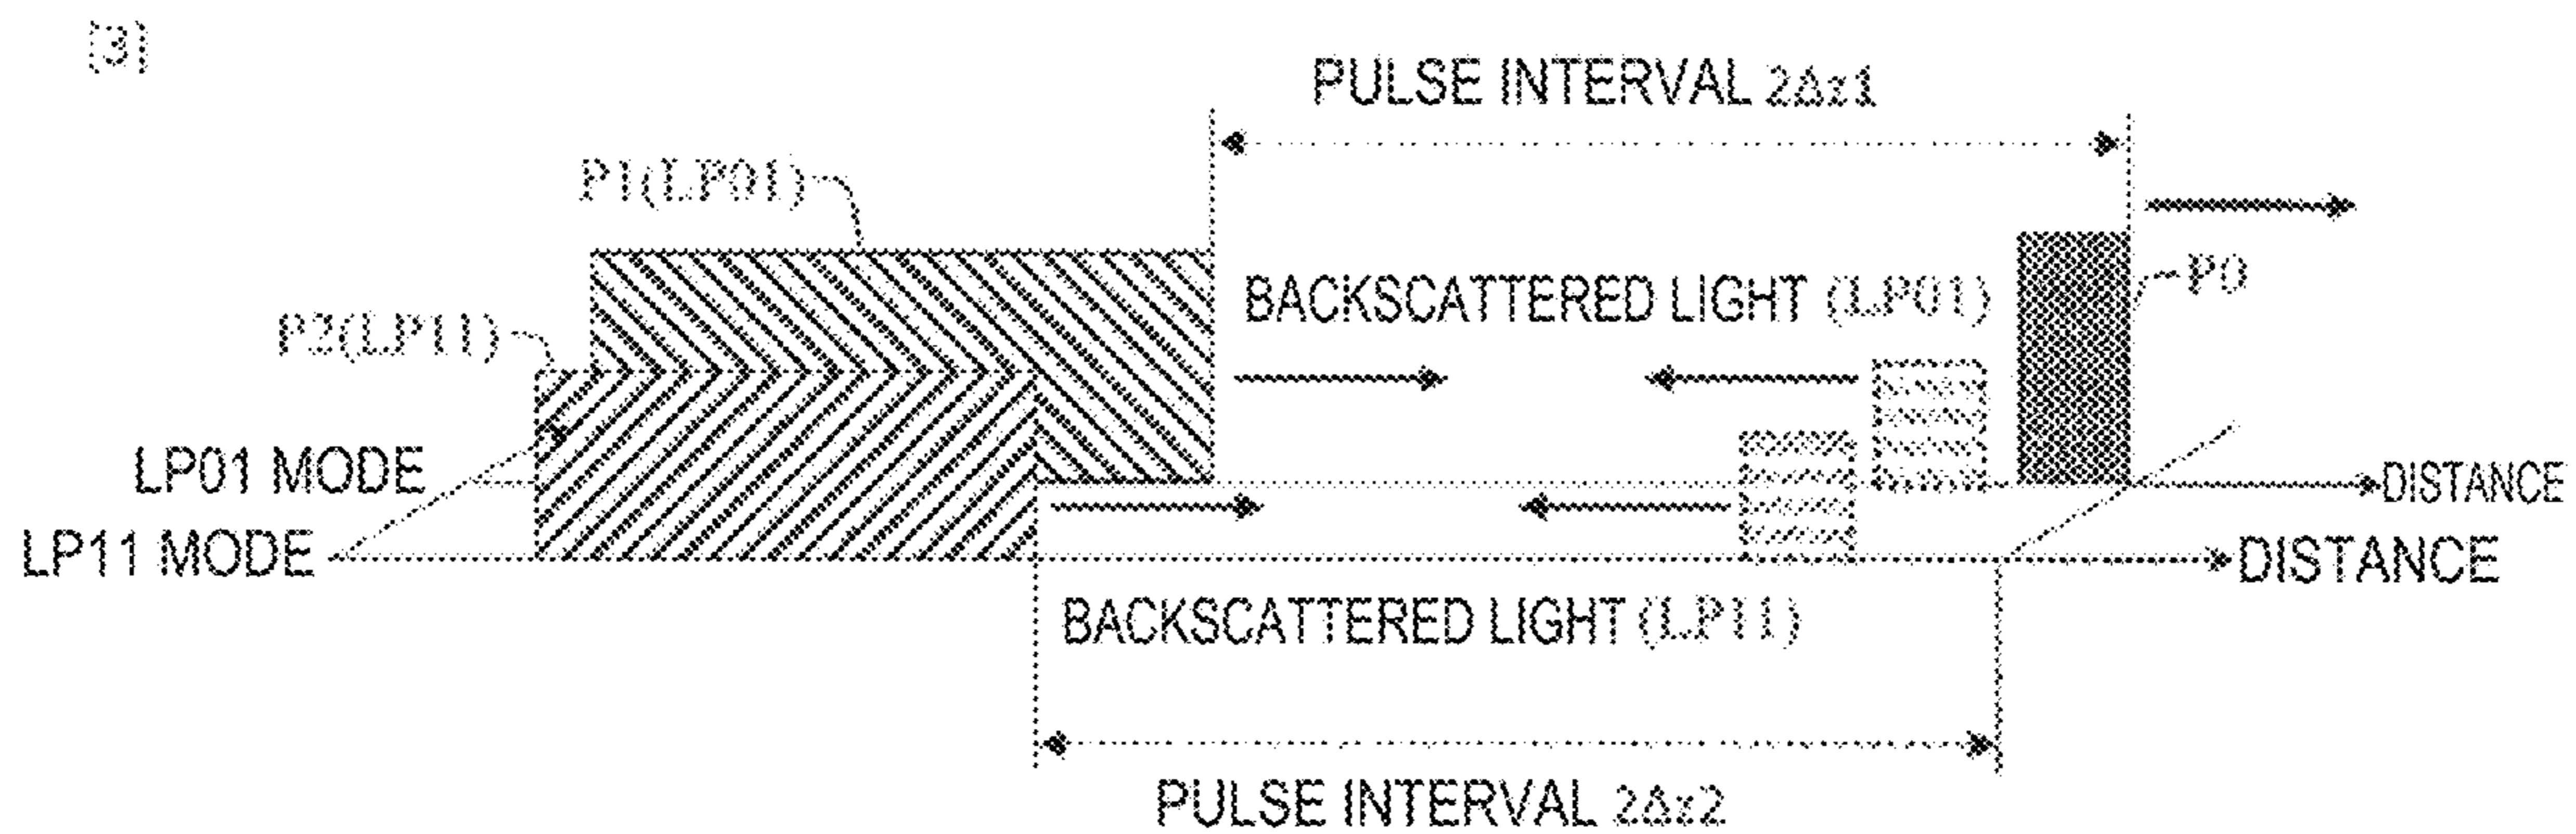 [3]
PULSE INTERVAL 2Δz1
P1(LP01)
P0
BACKSCATTERED LIGHT (LP01)
P2(LP11)
LP01 MODE
DISTANCE
LP11 MODE
DISTANCE
BACKSCATTERED LIGHT (LP11)
PULSE INTERVAL 2Δz2